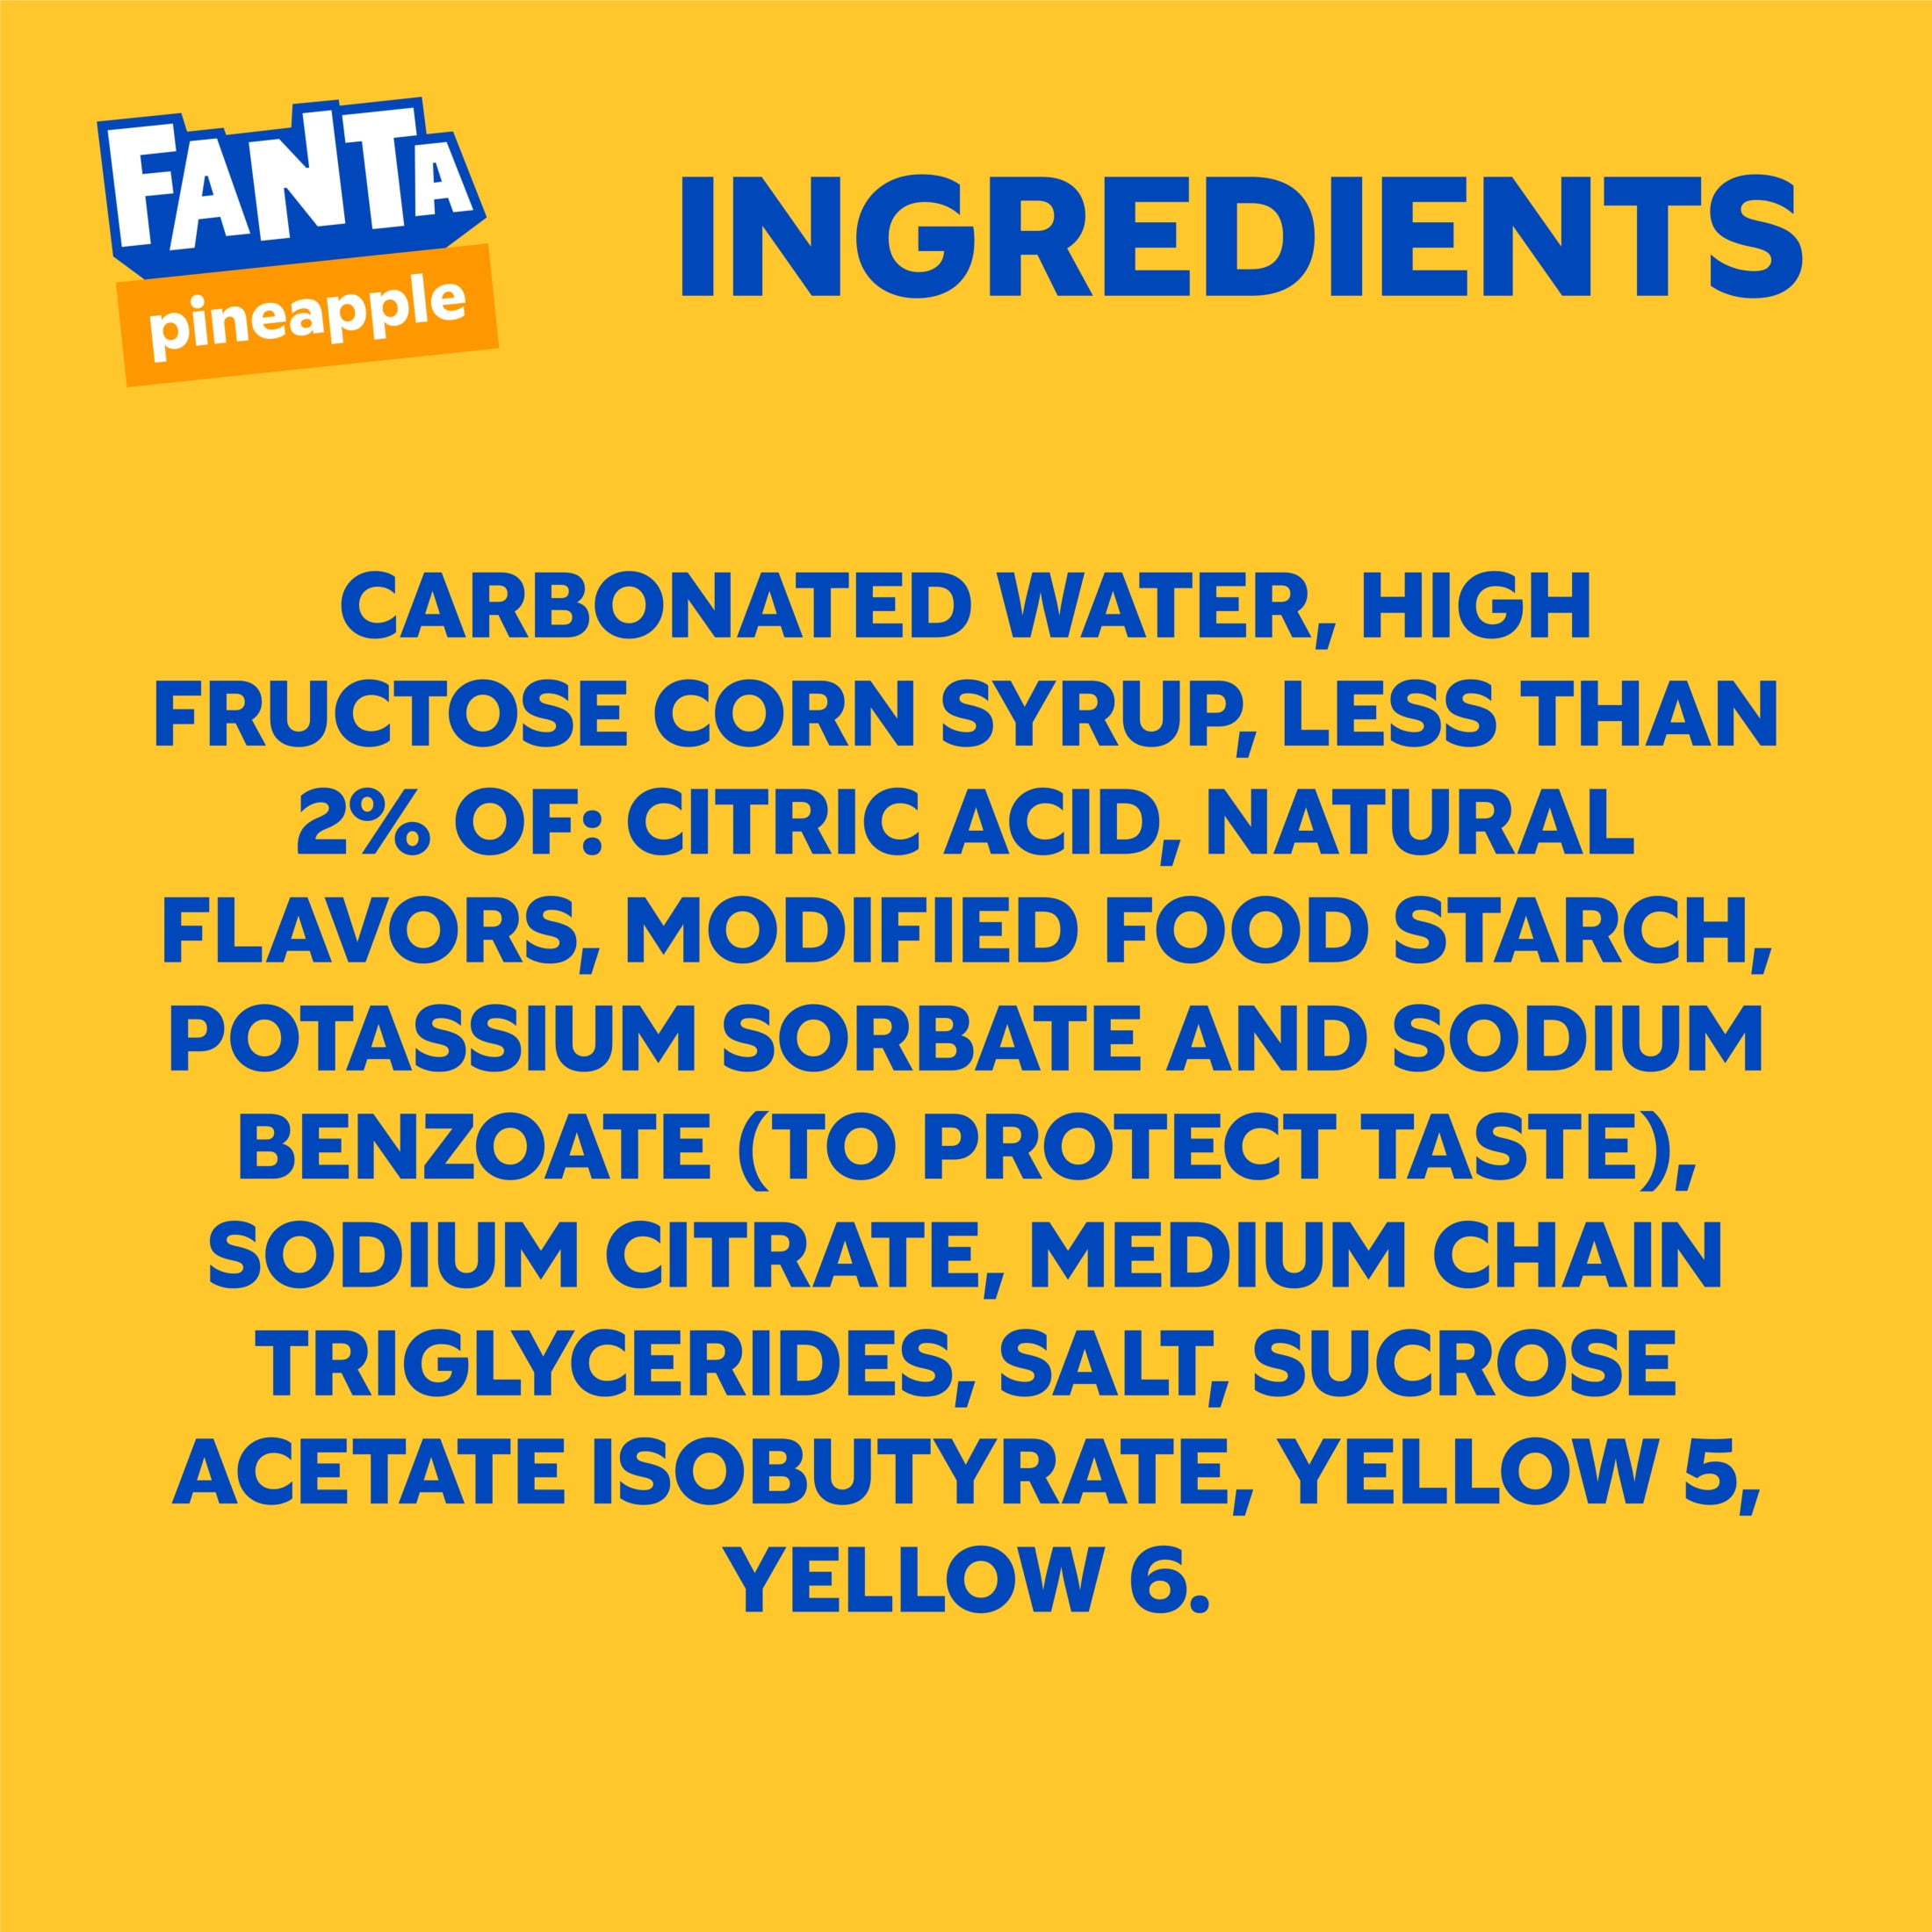 FANTA
pineapple
INGREDIENTS
CARBONATED WATER, HIGH
FRUCTOSE CORN SYRUP, LESS THAN
2% OF: CITRIC ACID, NATURAL
FLAVORS, MODIFIED FOOD STARCH,
POTASSIUM SORBATE AND SODIUM
BENZOATE (TO PROTECT TASTE),
SODIUM CITRATE, MEDIUM CHAIN
TRIGLYCERIDES, SALT, SUCROSE
ACETATE ISOBUTYRATE, YELLOW 5,
YELLOW 6.